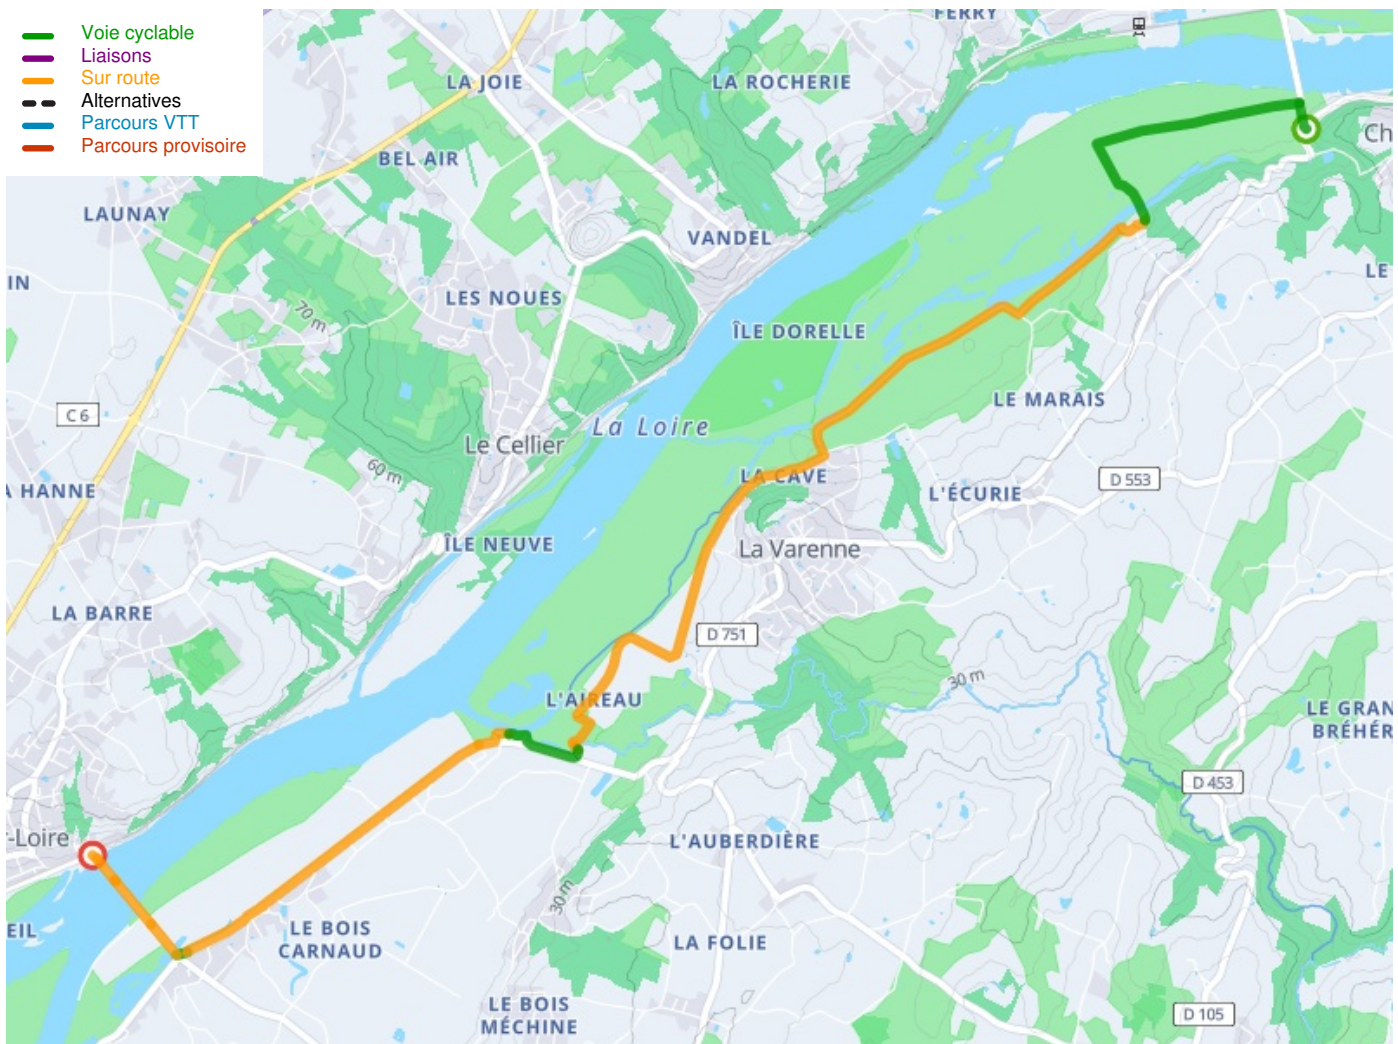 Voie cyclable
Liaisons
Sur route
Alternatives
Parcours VTT
Parcours provisoire
FERRY
LA JOIE
LA ROCHERIE
Ch
BEL AIR
LAUNAY
VANDEL
LE
IN
LES NOUES
70 m
ÎLE DORELLE
LE MARAIS
C 6
La Loire
Le Cellier
60 m
LA CAVE
D 553
A HANNE
L'ÉCURIE
ÎLE NEUVE
La Varenne
LA BARRE
D 751
30 m
L'AIREAU
LE GRAN
BRÉHÉR
D 453
-Loire
L'AUBERDIÈRE
30 m
EIL
LE BOIS
CARNAUD
LA FOLIE
LE BOIS
MÉCHINE
D 105